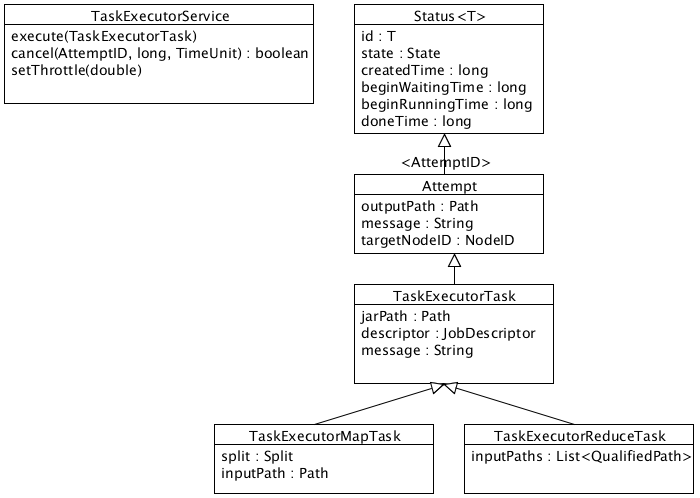 TaskExecutorService
execute(TaskExecutorTask)
cancel(AttemptID, long, TimeUnit) : boolean
setThrottle(double)
Status<T>
id : T
state : State
createdTime : long
beginWaitingTime : long
beginRunningTime : long
doneTime : long
<AttemptID>
Attempt
outputPath : Path
message : String
targetNodeID : NodeID
TaskExecutorTask
jarPath : Path
descriptor : JobDescriptor
message : String
TaskExecutorMapTask
split : Split
inputPath : Path
TaskExecutorReduceTask
inputPaths : List<QualifiedPath>